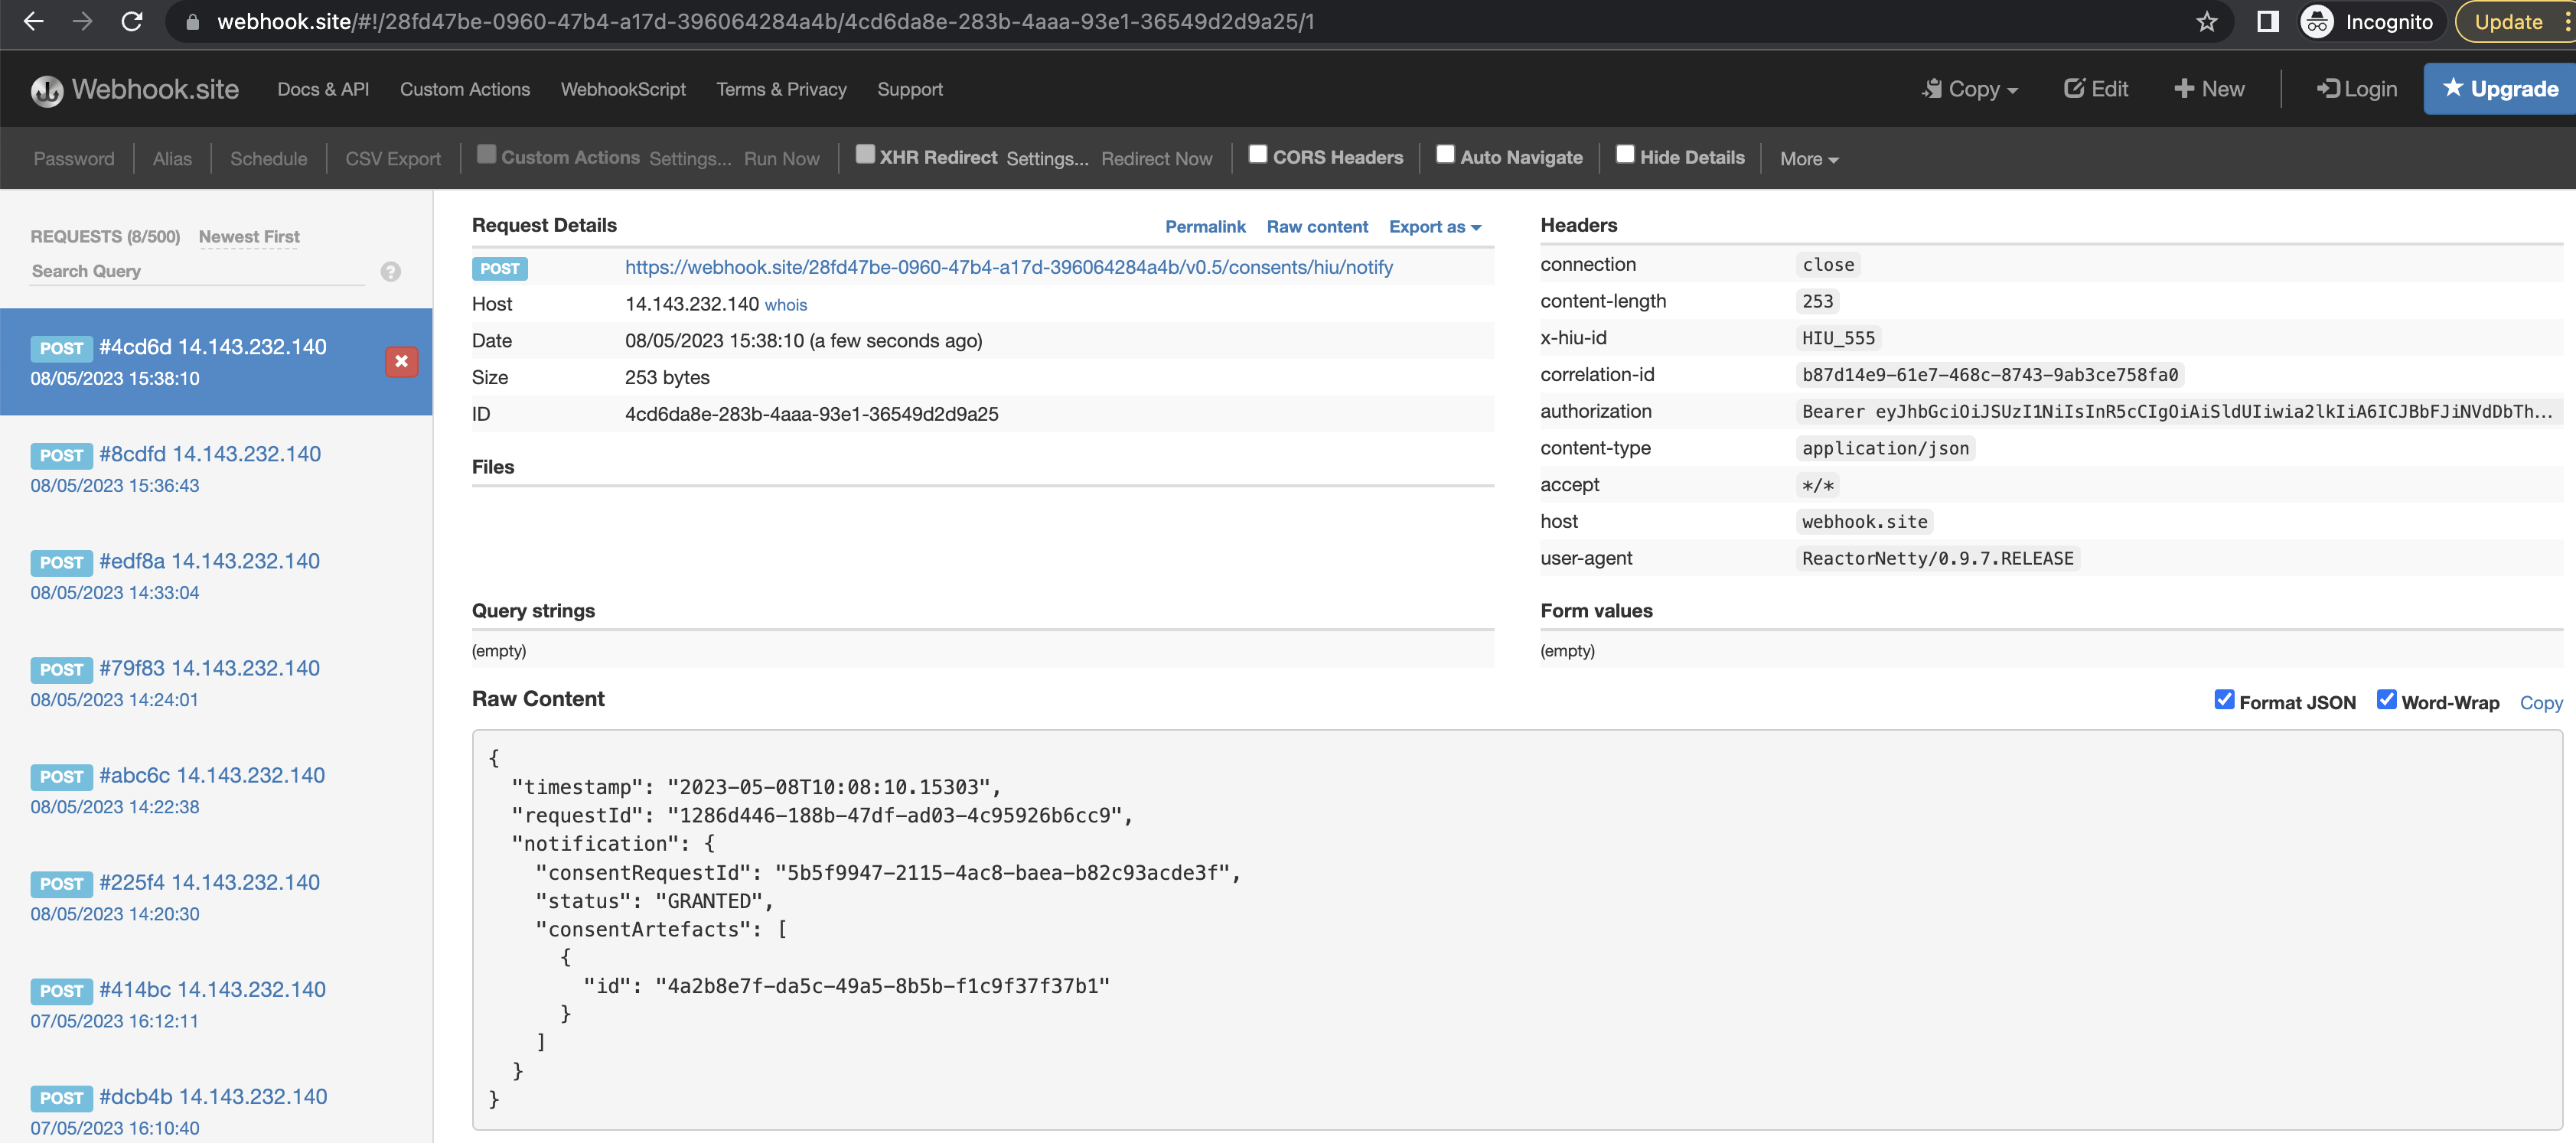 webhook.site/#!/28fd47be-0960-47b4-a17d-396064284a4b/4cd6da8e-283b-4aaa-93e1-36549d2d9a25/1
Incognito
Update
Webhook.site
Docs & API
Custom Actions
WebhookScript
Terms & Privacy
Support
Copy
Edit
New
Login
Upgrade
Password
Alias
Schedule
CSV Export
Custom Actions
Settings...
Run Now
XHR Redirect
Settings...
Redirect Now
CORS Headers
Auto Navigate
Hide Details
More
REQUESTS (8/500) Newest First
Search Query
?
POST #4cd6d 14.143.232.140
08/05/2023 15:38:10
POST #8cdfd 14.143.232.140
08/05/2023 15:36:43
POST #edf8a 14.143.232.140
08/05/2023 14:33:04
POST #79f83 14.143.232.140
08/05/2023 14:24:01
POST #abc6c 14.143.232.140
08/05/2023 14:22:38
POST #225f4 14.143.232.140
08/05/2023 14:20:30
POST #414bc 14.143.232.140
07/05/2023 16:12:11
POST #dcb4b 14.143.232.140
07/05/2023 16:10:40
Request Details
Permalink Raw content Export as
POST https://webhook.site/28fd47be-0960-47b4-a17d-396064284a4b/v0.5/consents/hiu/notify
Host 14.143.232.140 whois
Date 08/05/2023 15:38:10 (a few seconds ago)
Size 253 bytes
ID 4cd6da8e-283b-4aaa-93e1-36549d2d9a25
Files
Headers
connection close
content-length 253
x-hiu-id HIU_555
correlation-id b87d14e9-61e7-468c-8743-9ab3ce758fa0
authorization Bearer eyJhbGciOiJSUzI1NiIsInR5cCIgOiAiSldUIiwia2lkIiA6ICJBbFJiNVdDbTh...
content-type application/json
accept */*
host webhook.site
user-agent ReactorNetty/0.9.7.RELEASE
Query strings
(empty)
Form values
(empty)
Raw Content
Format JSON Word-Wrap Copy
{
"timestamp": "2023-05-08T10:08:10.15303",
"requestId": "1286d446-188b-47df-ad03-4c95926b6cc9",
"notification": {
"consentRequestId": "5b5f9947-2115-4ac8-baea-b82c93acde3f",
"status": "GRANTED",
"consentArtefacts": [
{
"id": "4a2b8e7f-da5c-49a5-8b5b-f1c9f37f37b1"
}
]
}
}